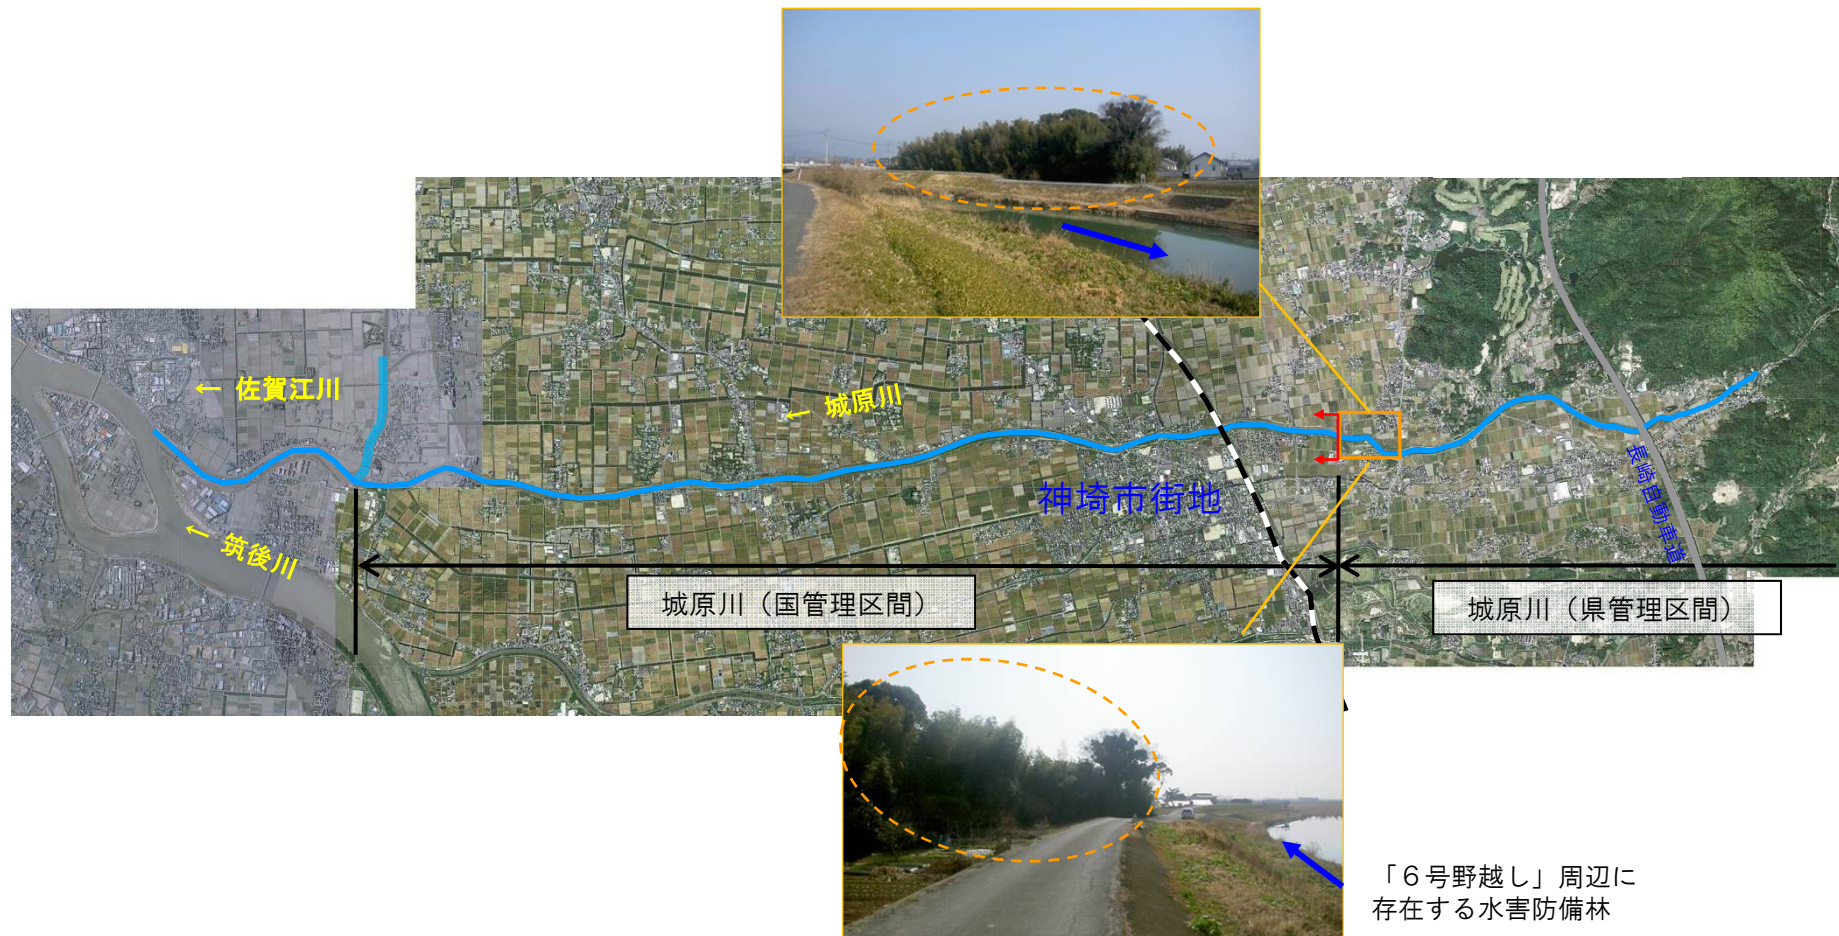 ← 佐賀江川
← 城原川
神埼市街地
← 筑後川
長崎自動車道
城原川（国管理区間）
城原川（県管理区間）
「６号野越し」周辺に
存在する水害防備林